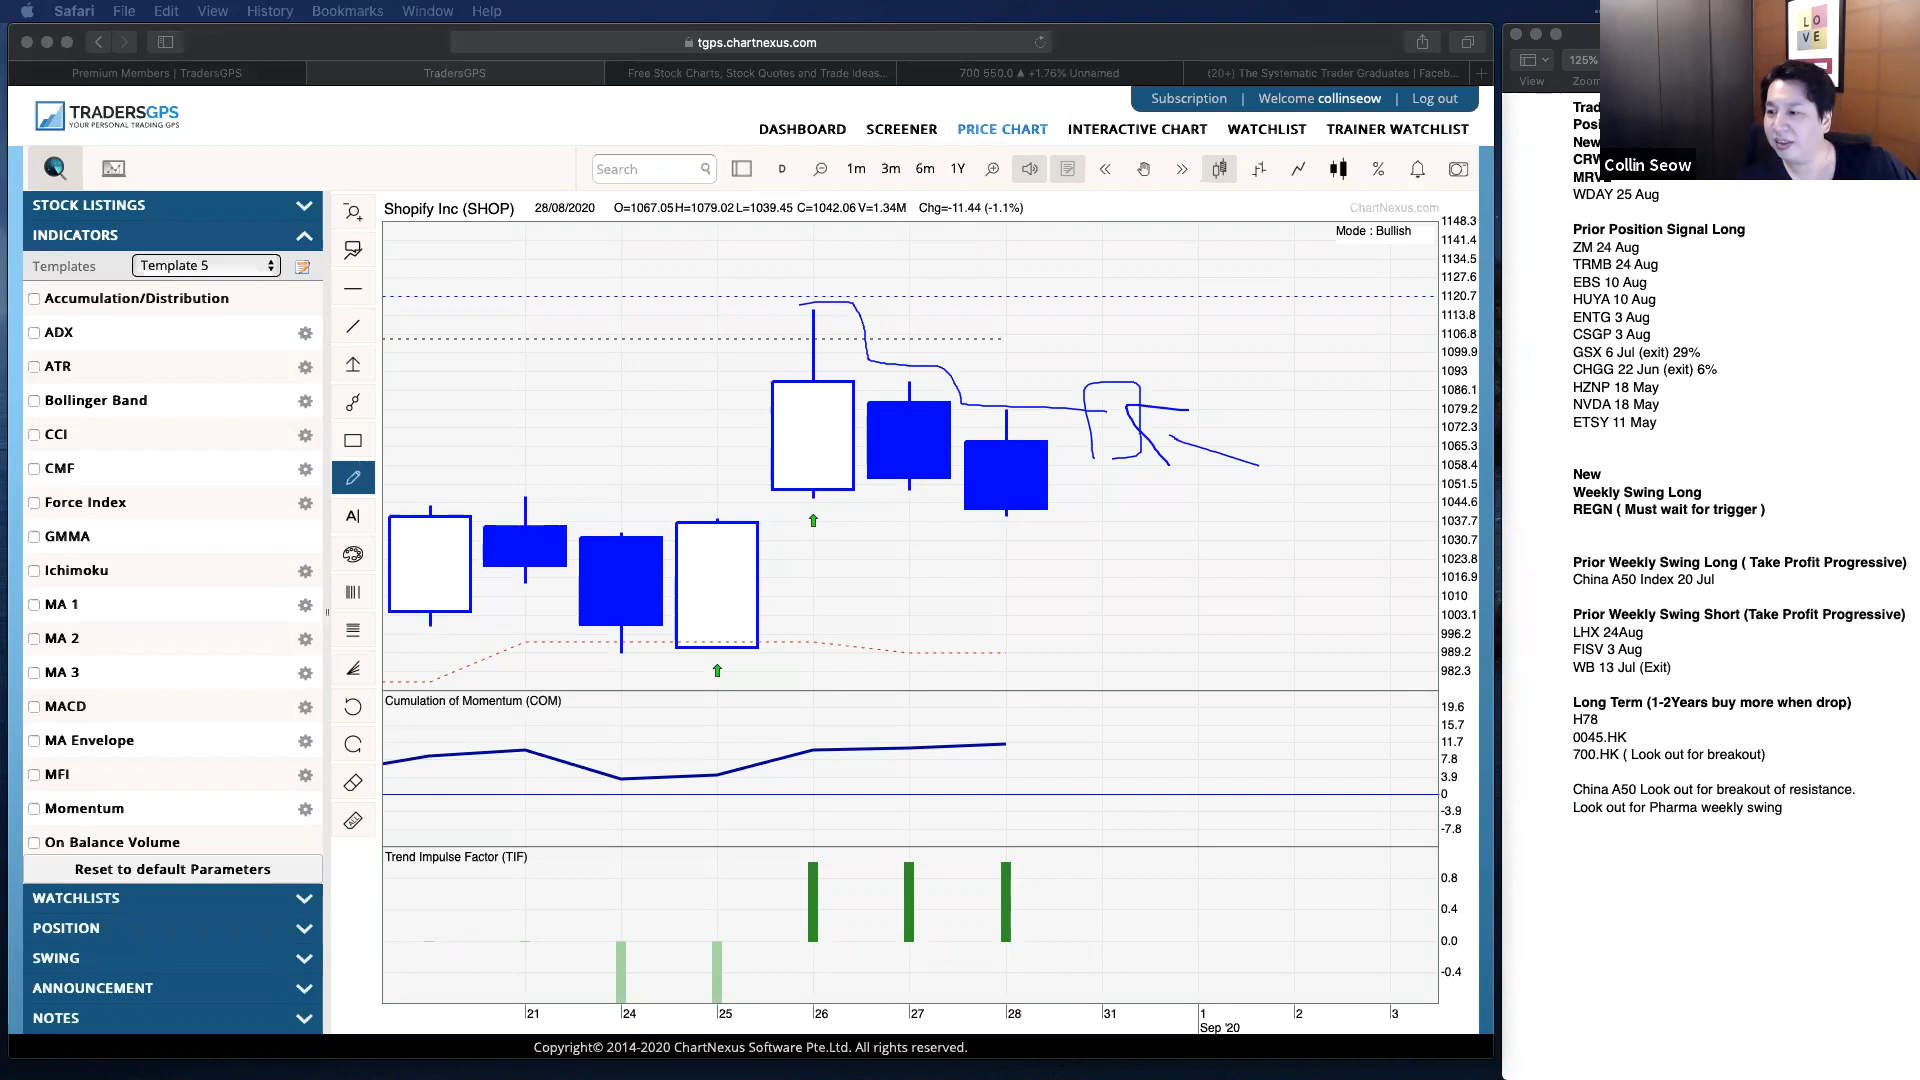 Safari File Edit View History Bookmarks Window Help
tgps.chartnexus.com
Premium Members | TradersGPS
TradersGPS
Free Stock Charts, Stock Quotes and Trade Ideas...
700 550.0 ▲ +1.76% Unnamed
(20+) The Systematic Trader Graduates | Faceb...
TRADERSGPS
YOUR PERSONAL TRADING GPS
Subscription | Welcome collinseow | Log out
DASHBOARD SCREENER PRICE CHART INTERACTIVE CHART WATCHLIST TRAINER WATCHLIST
Search
D 1m 3m 6m 1Y
STOCK LISTINGS
INDICATORS
Templates Template 5
Accumulation/Distribution
ADX
ATR
Bollinger Band
CCI
CMF
Force Index
GMMA
Ichimoku
MA 1
MA 2
MA 3
MACD
MA Envelope
MFI
Momentum
On Balance Volume
Reset to default Parameters
WATCHLISTS
POSITION
SWING
ANNOUNCEMENT
NOTES
A|
Shopify Inc (SHOP) 28/08/2020 O=1067.05 H=1079.02 L=1039.45 C=1042.06 V=1.34M Chg=-11.44 (-1.1%)
ChartNexus.com
Mode : Bullish
1148.3
1141.4
1134.5
1127.6
1120.7
1113.8
1106.8
1099.9
1093
1086.1
1079.2
1072.3
1065.3
1058.4
1051.5
1044.6
1037.7
1030.7
1023.8
1016.9
1010
1003.1
996.2
989.2
982.3
Cumulation of Momentum (COM)
19.6
15.7
11.7
7.8
3.9
0
-3.9
-7.8
Trend Impulse Factor (TIF)
0.8
0.4
0.0
-0.4
21 24 25 26 27 28 31 1 2 3
Sep '20
Copyright© 2014-2020 ChartNexus Software Pte.Ltd. All rights reserved.
125%
View Zoom
LO
VE
Collin Seow
Trad
Posi
New
CRW
MRV
WDAY 25 Aug
Prior Position Signal Long
ZM 24 Aug
TRMB 24 Aug
EBS 10 Aug
HUYA 10 Aug
ENTG 3 Aug
CSGP 3 Aug
GSX 6 Jul (exit) 29%
CHGG 22 Jun (exit) 6%
HZNP 18 May
NVDA 18 May
ETSY 11 May
New
Weekly Swing Long
REGN ( Must wait for trigger )
Prior Weekly Swing Long ( Take Profit Progressive)
China A50 Index 20 Jul
Prior Weekly Swing Short (Take Profit Progressive)
LHX 24Aug
FISV 3 Aug
WB 13 Jul (Exit)
Long Term (1-2Years buy more when drop)
H78
0045.HK
700.HK ( Look out for breakout)
China A50 Look out for breakout of resistance.
Look out for Pharma weekly swing